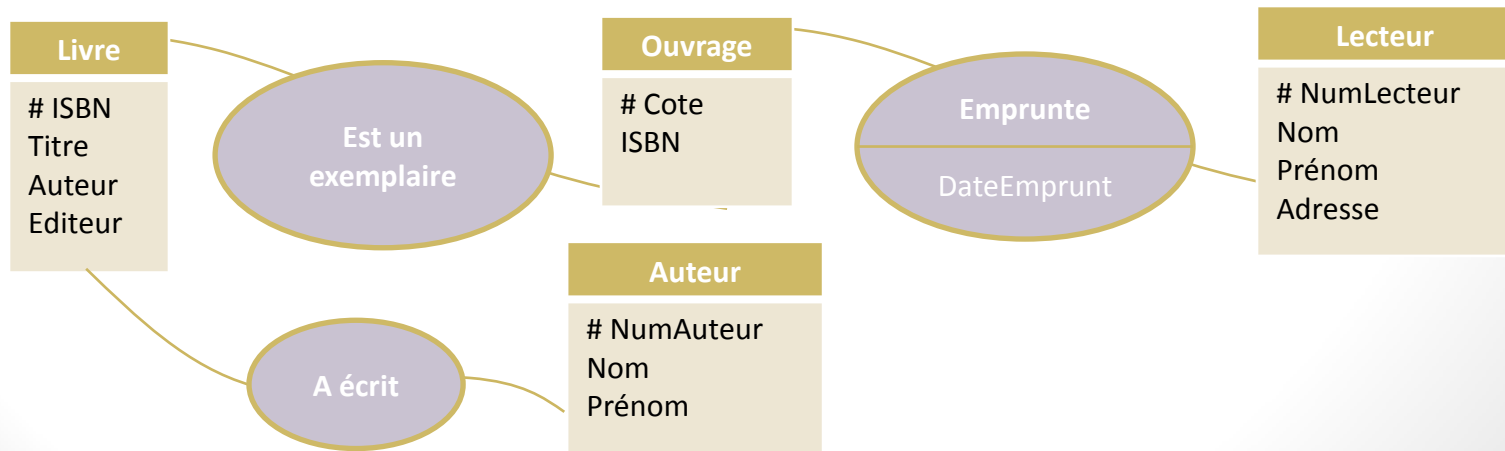 Livre
# ISBN
Titre
Auteur
Editeur
Est un
exemplaire
Ouvrage
# Cote
ISBN
Emprunte
DateEmprunt
Lecteur
# NumLecteur
Nom
Prénom
Adresse
A écrit
Auteur
# NumAuteur
Nom
Prénom